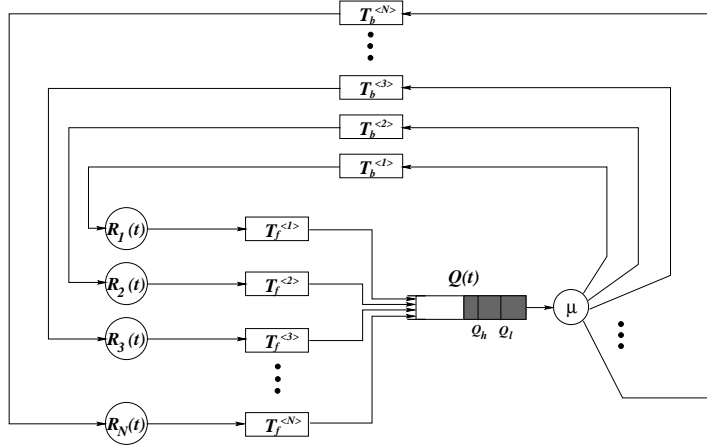 T_b^<N>
T_b^<3>
T_b^<2>
T_b^<1>
R_1(t) T_f^<1>
R_2(t) T_f^<2> Q(t)
Q_h Q_l μ
R_3(t) T_f^<3>
R_N(t) T_f^<N>